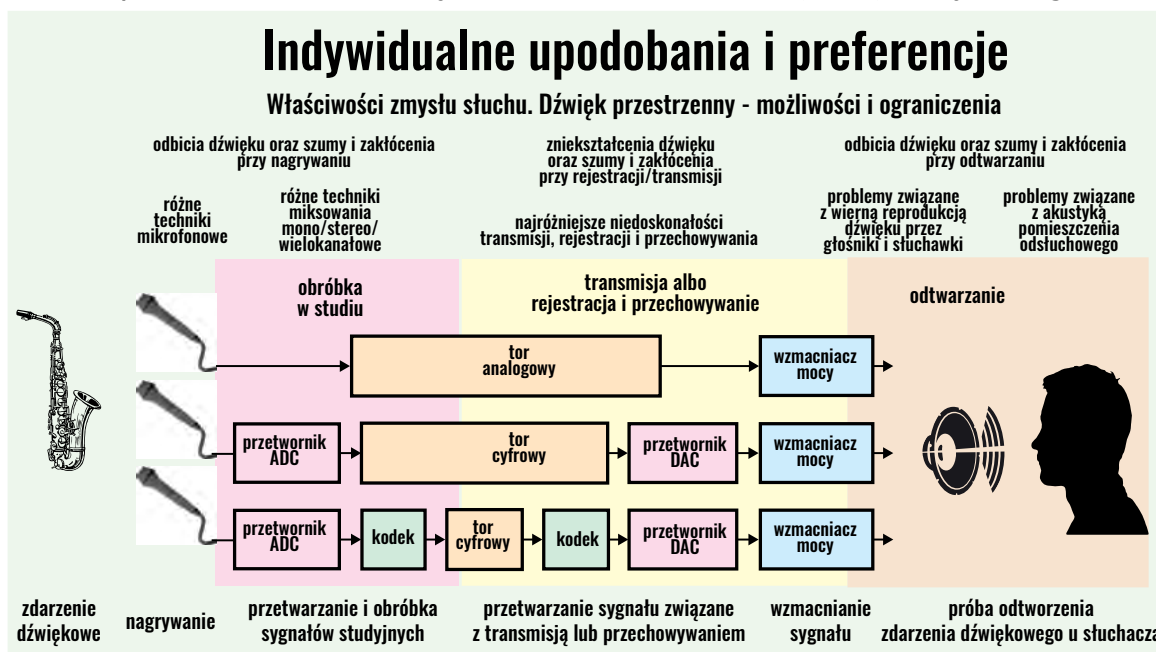 Indywidualne upodobania i preferencje
Właściwości zmysłu słuchu. Dźwięk przestrzenny - możliwości i ograniczenia
odbicia dźwięku oraz szumy i zakłócenia
przy nagrywaniu
zniekształcenia dźwięku
oraz szumy i zakłócenia
przy rejestracji/transmisji
odbicia dźwięku oraz szumy i zakłócenia
przy odtwarzaniu
różne
techniki
mikrofonowe
różne techniki
miksowania
mono/stereo/
wielokanałowe
najróżniejsze niedoskonałości
transmisji, rejestracji i przechowywania
problemy związane
z wierną reprodukcją
dźwięku przez
głośniki i słuchawki
problemy związane
z akustyką
pomieszczenia
odsłuchowego
obróbka
w studiu
transmisja albo
rejestracja i przechowywanie
odtwarzanie
tor
analogowy
wzmacniacz
mocy
przetwornik
ADC
tor
cyfrowy
przetwornik
DAC
wzmacniacz
mocy
przetwornik
ADC
kodek
tor
cyfrowy
kodek
przetwornik
DAC
wzmacniacz
mocy
zdarzenie
dźwiękowe
nagrywanie
przetwarzanie i obróbka
sygnałów studyjnych
przetwarzanie sygnału związane
z transmisją lub przechowywaniem
wzmacnianie
sygnału
próba odtworzenia
zdarzenia dźwiękowego u słuchacza